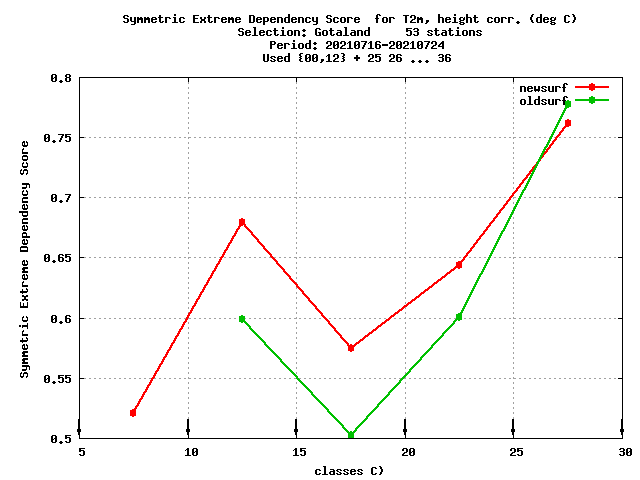 Symmetric Extreme Dependency Score  for T2m, height corr. (deg C)
Selection: Gotaland     53 stations
Period: 20210716-20210724
Used {00,12} + 25 26 ... 36
newsurf
oldsurf
0.8
0.75
0.7
0.65
0.6
0.55
0.5
Symmetric Extreme Dependency Score
5 10 15 20 25 30
classes C)